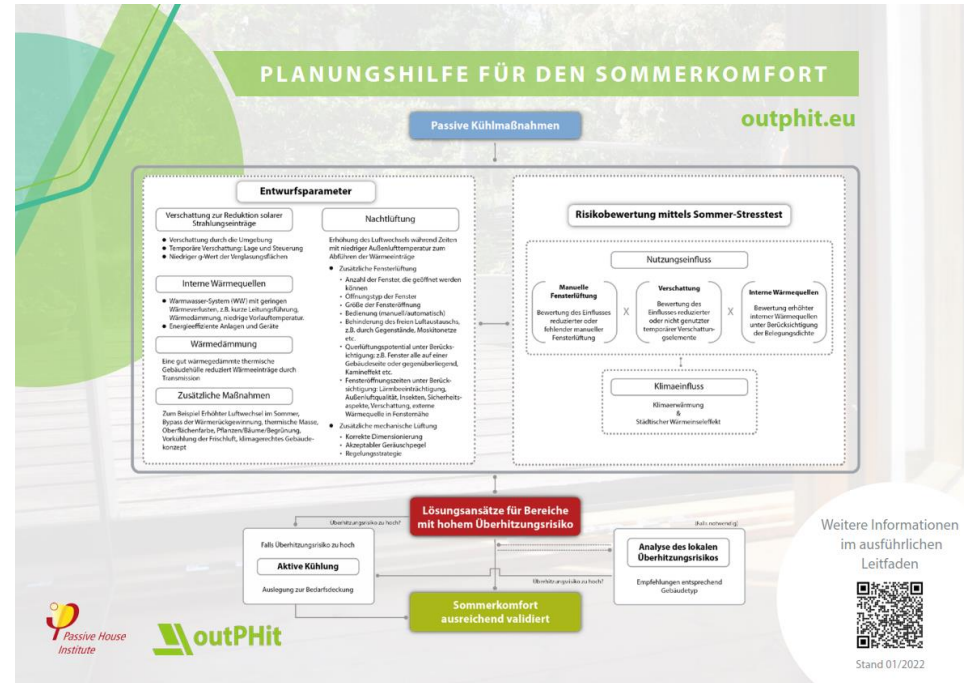 PLANUNGSHILFE FÜR DEN SOMMERKOMFORT
outphit.eu
Passive Kühlmaßnahmen
Entwurfsparameter
Verschattung zur Reduktion solarer
Strahlungseinträge
Verschattung durch die Umgebung
Temporäre Verschattung: Lage und Steuerung
Niedriger g-Wert der Verglasungsflächen
Interne Wärmequellen
Warmwasser-System (WW) mit geringen
Wärmeverlusten, z.B. kurze Leitungsführung,
Wärmedämmung, niedrige Vorlauftemperatur.
Energieeffiziente Anlagen und Geräte
Wärmedämmung
Eine gut wärmegedämmte thermische
Gebäudehülle reduziert Wärmeeinträge durch
Transmission
Zusätzliche Maßnahmen
Zum Beispiel Erhöhter Luftwechsel im Sommer,
Bypass der Wärmerückgewinnung, thermische Masse,
Oberflächenfarbe, Pflanzen/Bäume/Begrünung,
Vorkühlung der Frischluft, klimagerechtes Gebäude-
konzept
Nachtlüftung
Erhöhung des Luftwechsels während Zeiten
mit niedriger Außenlufttemperatur zum
Abführen der Wärmeeinträge
Zusätzliche Fensterlüftung
Anzahl der Fenster, die geöffnet werden
können
Öffnungstyp der Fenster
Größe der Fensteröffnung
Bedienung (manuell/automatisch)
Behinderung des freien Luftaustauschs,
z.B. durch Gegenstände, Moskitonetze
etc.
Querlüftungspotential unter Berück-
sichtigung: z.B. Fenster alle auf einer
Gebäudeseite oder gegenüberliegend,
Kamineffekt etc.
Fensteröffnungszeiten unter Berück-
sichtigung: Lärmbeeinträchtigung,
Außenluftqualität, Insekten, Sicherheits-
aspekte, Verschattung, externe
Wärmequelle in Fensternähe
Zusätzliche mechanische Lüftung
Korrekte Dimensionierung
Akzeptabler Geräuschpegel
Regelungsstrategie
Risikobewertung mittels Sommer-Stresstest
Nutzungseinfluss
Manuelle
Fensterlüftung
Bewertung des Einflusses
reduzierter oder
fehlender manueller
Fensterlüftung
X
Verschattung
Bewertung des
Einflusses reduzierter
oder nicht genutzter
temporärer Verschattun-
gselemente
X
Interne Wärmequellen
Bewertung erhöhter
interner Wärmequellen
unter Berücksichtigung
der Belegungsdichte
Klimaeinfluss
Klimaerwärmung
&
Städtischer Wärmeinseleffekt
Lösungsansätze für Bereiche
mit hohem Überhitzungsrisiko
Überhitzungsrisiko zu hoch?
(falls notwendig)
Falls Überhitzungsrisiko zu hoch
Aktive Kühlung
Auslegung zur Bedarfsdeckung
Analyse des lokalen
Überhitzungsrisikos
Empfehlungen entsprechend
Gebäudetyp
Überhitzungsrisiko zu hoch?
Sommerkomfort
ausreichend validiert
Weitere Informationen
im ausführlichen
Leitfaden
Stand 01/2022
Passive House
Institute
outPHit